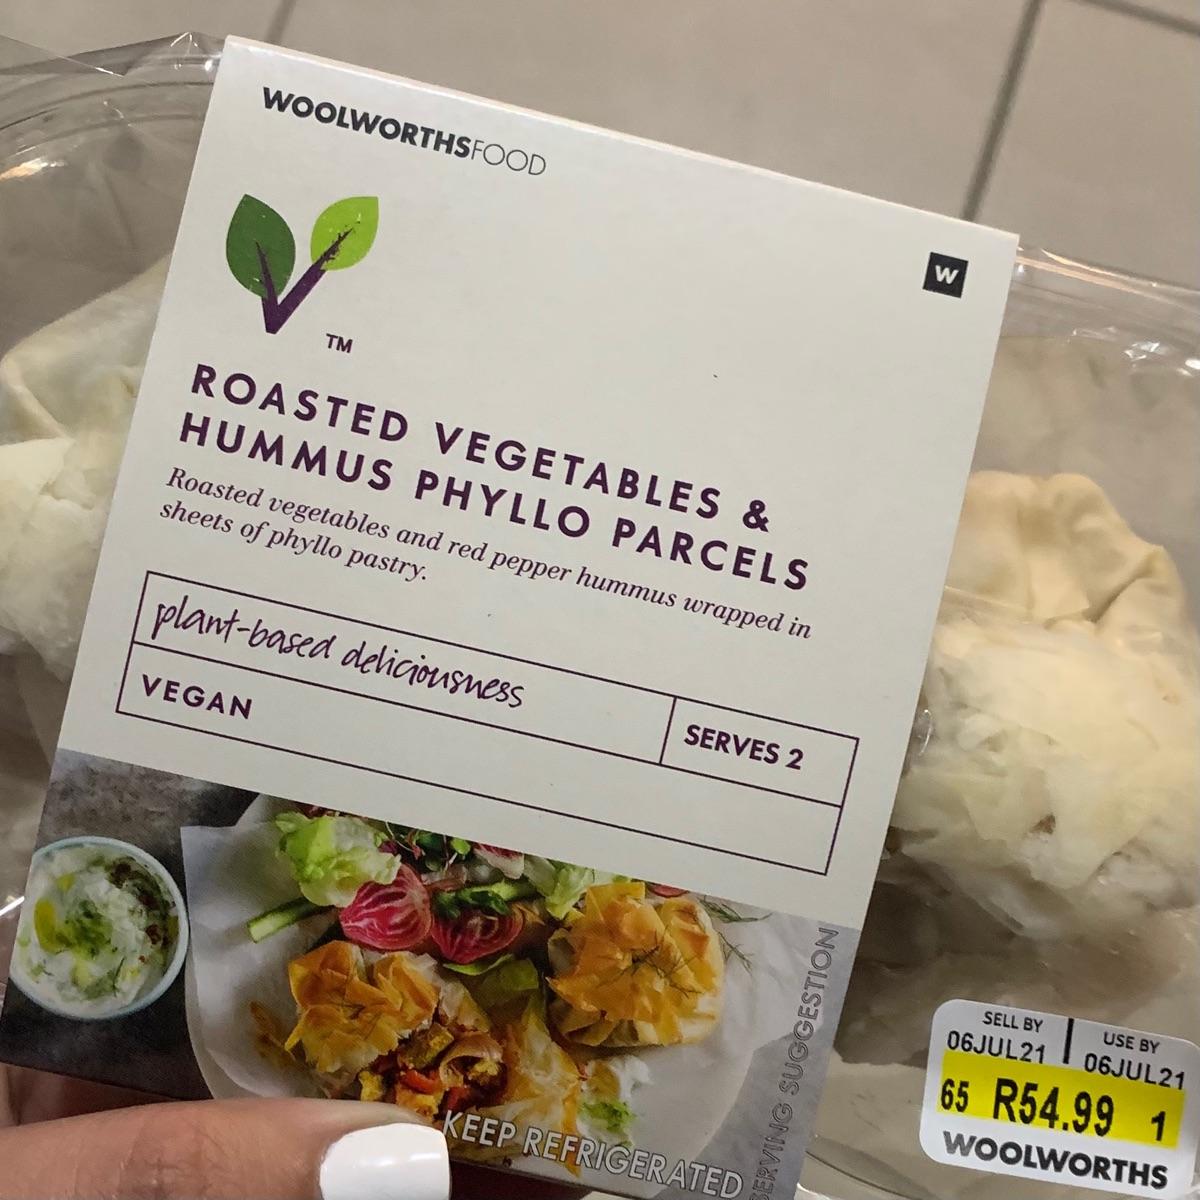 WOOLWORTHSFOOD
W
TM
ROASTED VEGETABLES &
HUMMUS PHYLLO PARCELS
Roasted vegetables and red pepper hummus wrapped in
sheets of phyllo pastry.
plant-based deliciousness
SERVES 2
VEGAN
SERVING SUGGESTION
KEEP REFRIGERATED
SELL BY
06JUL21
USE BY
06JUL21
65 R54.99 1
WOOLWORTHS